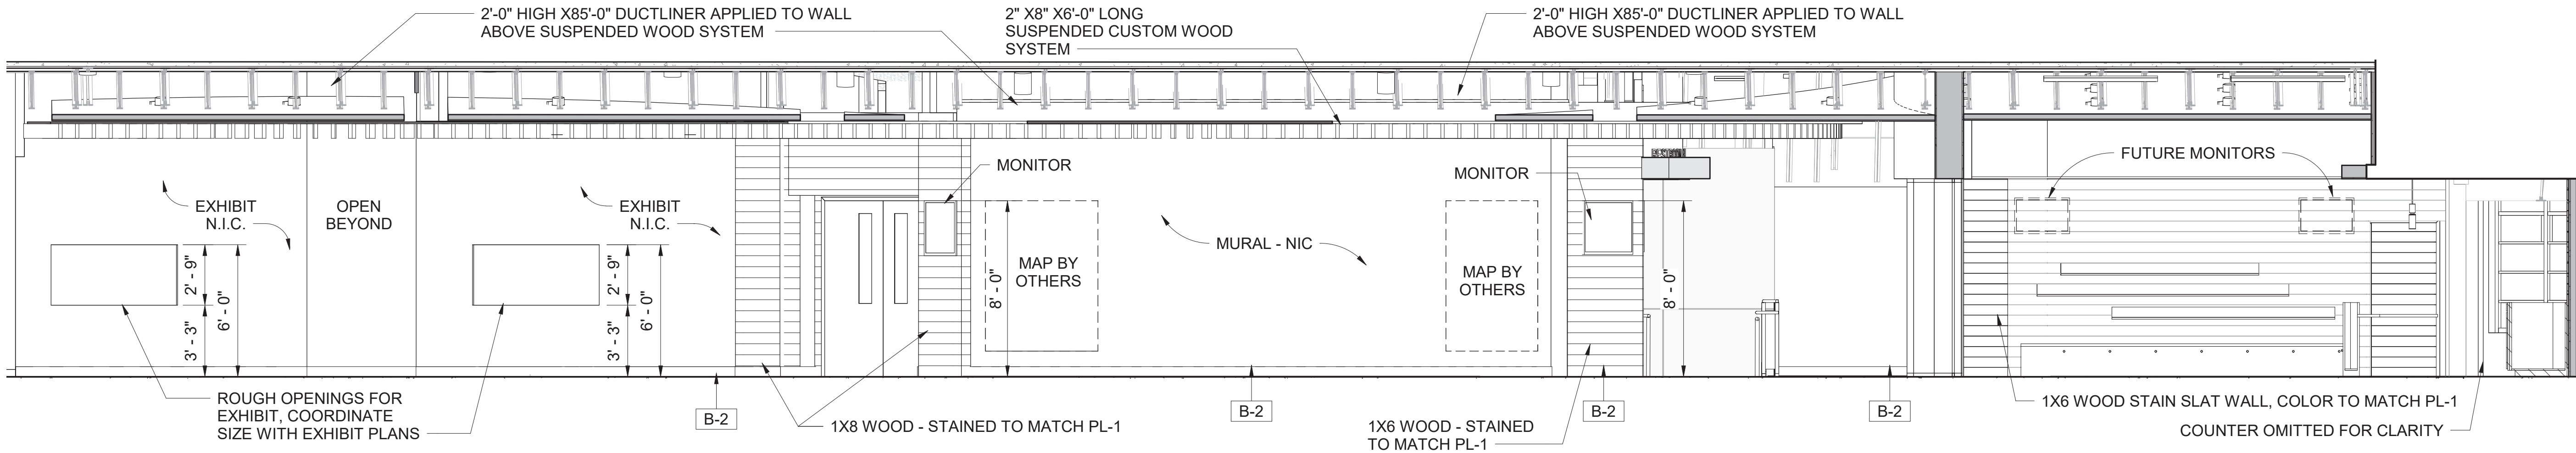 2'-0" HIGH X85'-0" DUCTLINER APPLIED TO WALL
ABOVE SUSPENDED WOOD SYSTEM
2" X8" X6'-0" LONG
SUSPENDED CUSTOM WOOD
SYSTEM
2'-0" HIGH X85'-0" DUCTLINER APPLIED TO WALL
ABOVE SUSPENDED WOOD SYSTEM
EXHIBIT
N.I.C.
OPEN
BEYOND
EXHIBIT
N.I.C.
MONITOR
MONITOR
FUTURE MONITORS
MURAL - NIC
MAP BY
OTHERS
MAP BY
OTHERS
2' - 9"
3' - 3"
6' - 0"
2' - 9"
3' - 3"
6' - 0"
8' - 0"
8' - 0"
ROUGH OPENINGS FOR
EXHIBIT, COORDINATE
SIZE WITH EXHIBIT PLANS
B-2
1X8 WOOD - STAINED TO MATCH PL-1
B-2
1X6 WOOD - STAINED
TO MATCH PL-1
B-2
B-2
1X6 WOOD STAIN SLAT WALL, COLOR TO MATCH PL-1
COUNTER OMITTED FOR CLARITY